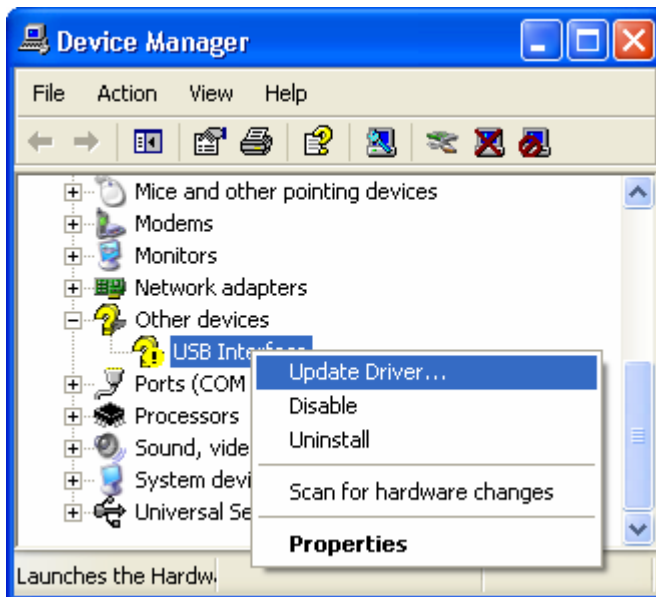 Device Manager
File Action View Help
Mice and other pointing devices
Modems
Monitors
Network adapters
Other devices
USB Interface
Update Driver...
Ports (COM
Disable
Processors
Uninstall
Sound, vide
System devi
Scan for hardware changes
Universal Se
Properties
Launches the Hardw